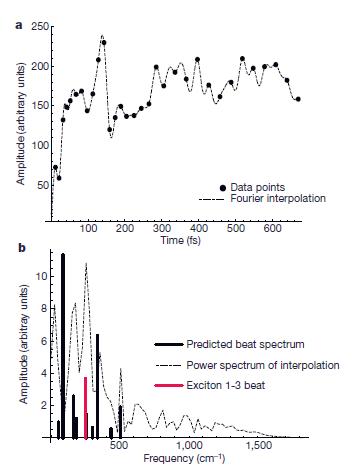 a
250
200
150
100
50
Amplitude (arbitrary units)
Data points
Fourier interpolation
100 200 300 400 500 600
Time (fs)
b
10
8
6
4
2
Amplitude (arbitray units)
Predicted beat spectrum
Power spectrum of interpolation
Exciton 1-3 beat
500 1,000 1,500
Frequency (cm-1)